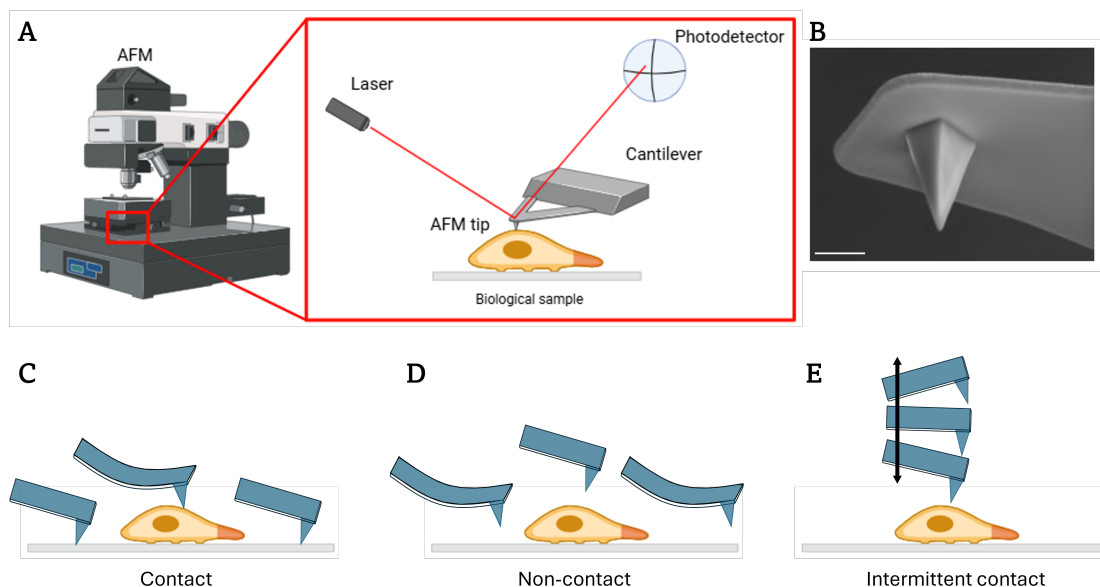 A
AFM
Laser
Photodetector
Cantilever
AFM tip
Biological sample
B
C
D
E
Contact
Non-contact
Intermittent contact